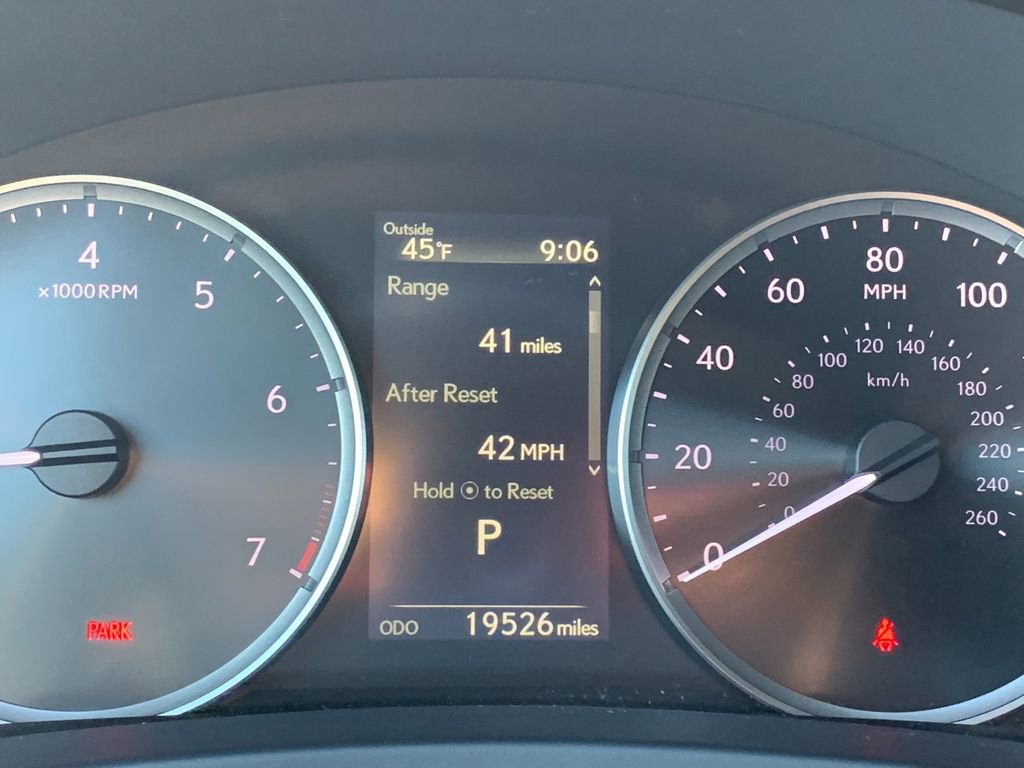 Outside
45°F 9:06
Range
41 miles
After Reset
42 MPH
Hold ⊙ to Reset
P
ODO 19526 miles
4
x1000RPM
5
6
7
PARK
0
20
40
60
80
100
MPH
0
20
40
60
80
100
120
140
160
180
200
220
240
260
km/h